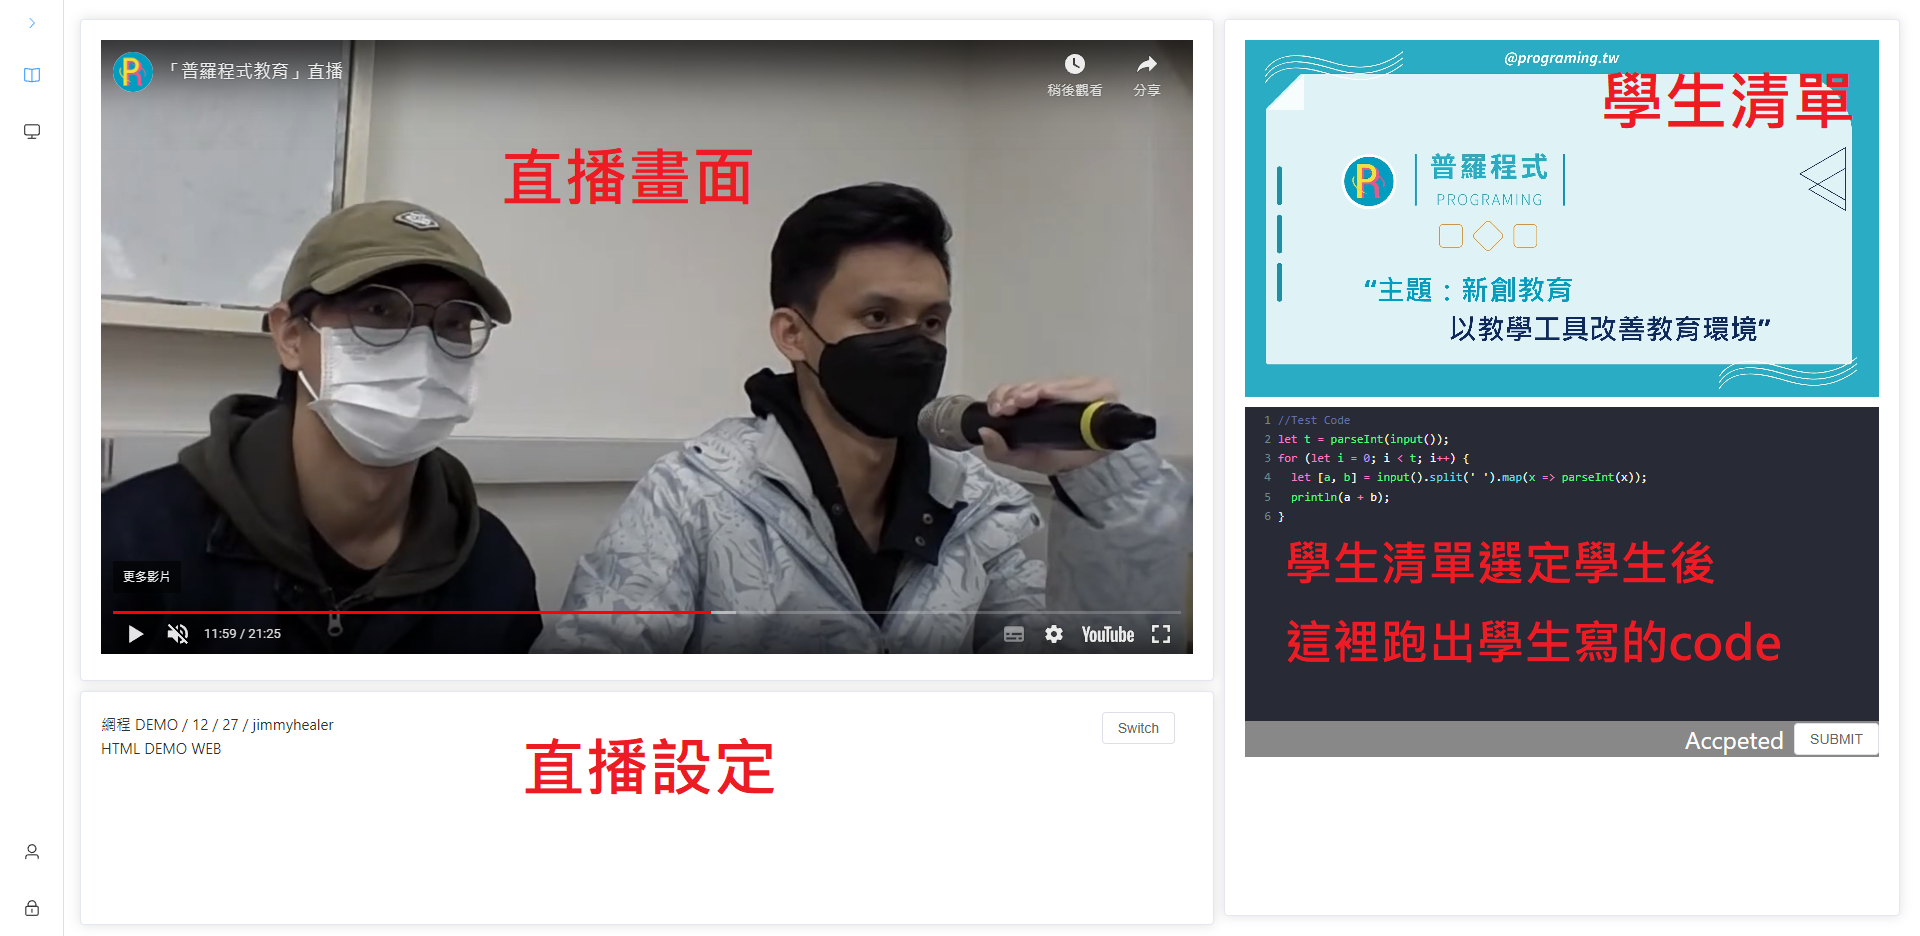 「普羅程式教育」直播
稍後觀看
分享
直播畫面
更多影片
11:59 / 21:25
YouTube
網程 DEMO / 12 / 27 / jimmyhealer
HTML DEMO WEB
Switch
直播設定
@programing.tw
學生清單
普羅程式
PROGRAMING
“主題：新創教育
以教學工具改善教育環境”
1 //Test Code
2 let t = parseInt(input());
3 for (let i = 0; i < t; i++) {
4   let [a, b] = input().split(' ').map(x => parseInt(x));
5   println(a + b);
6 }
學生清單選定學生後
這裡跑出學生寫的code
Accpeted
SUBMIT